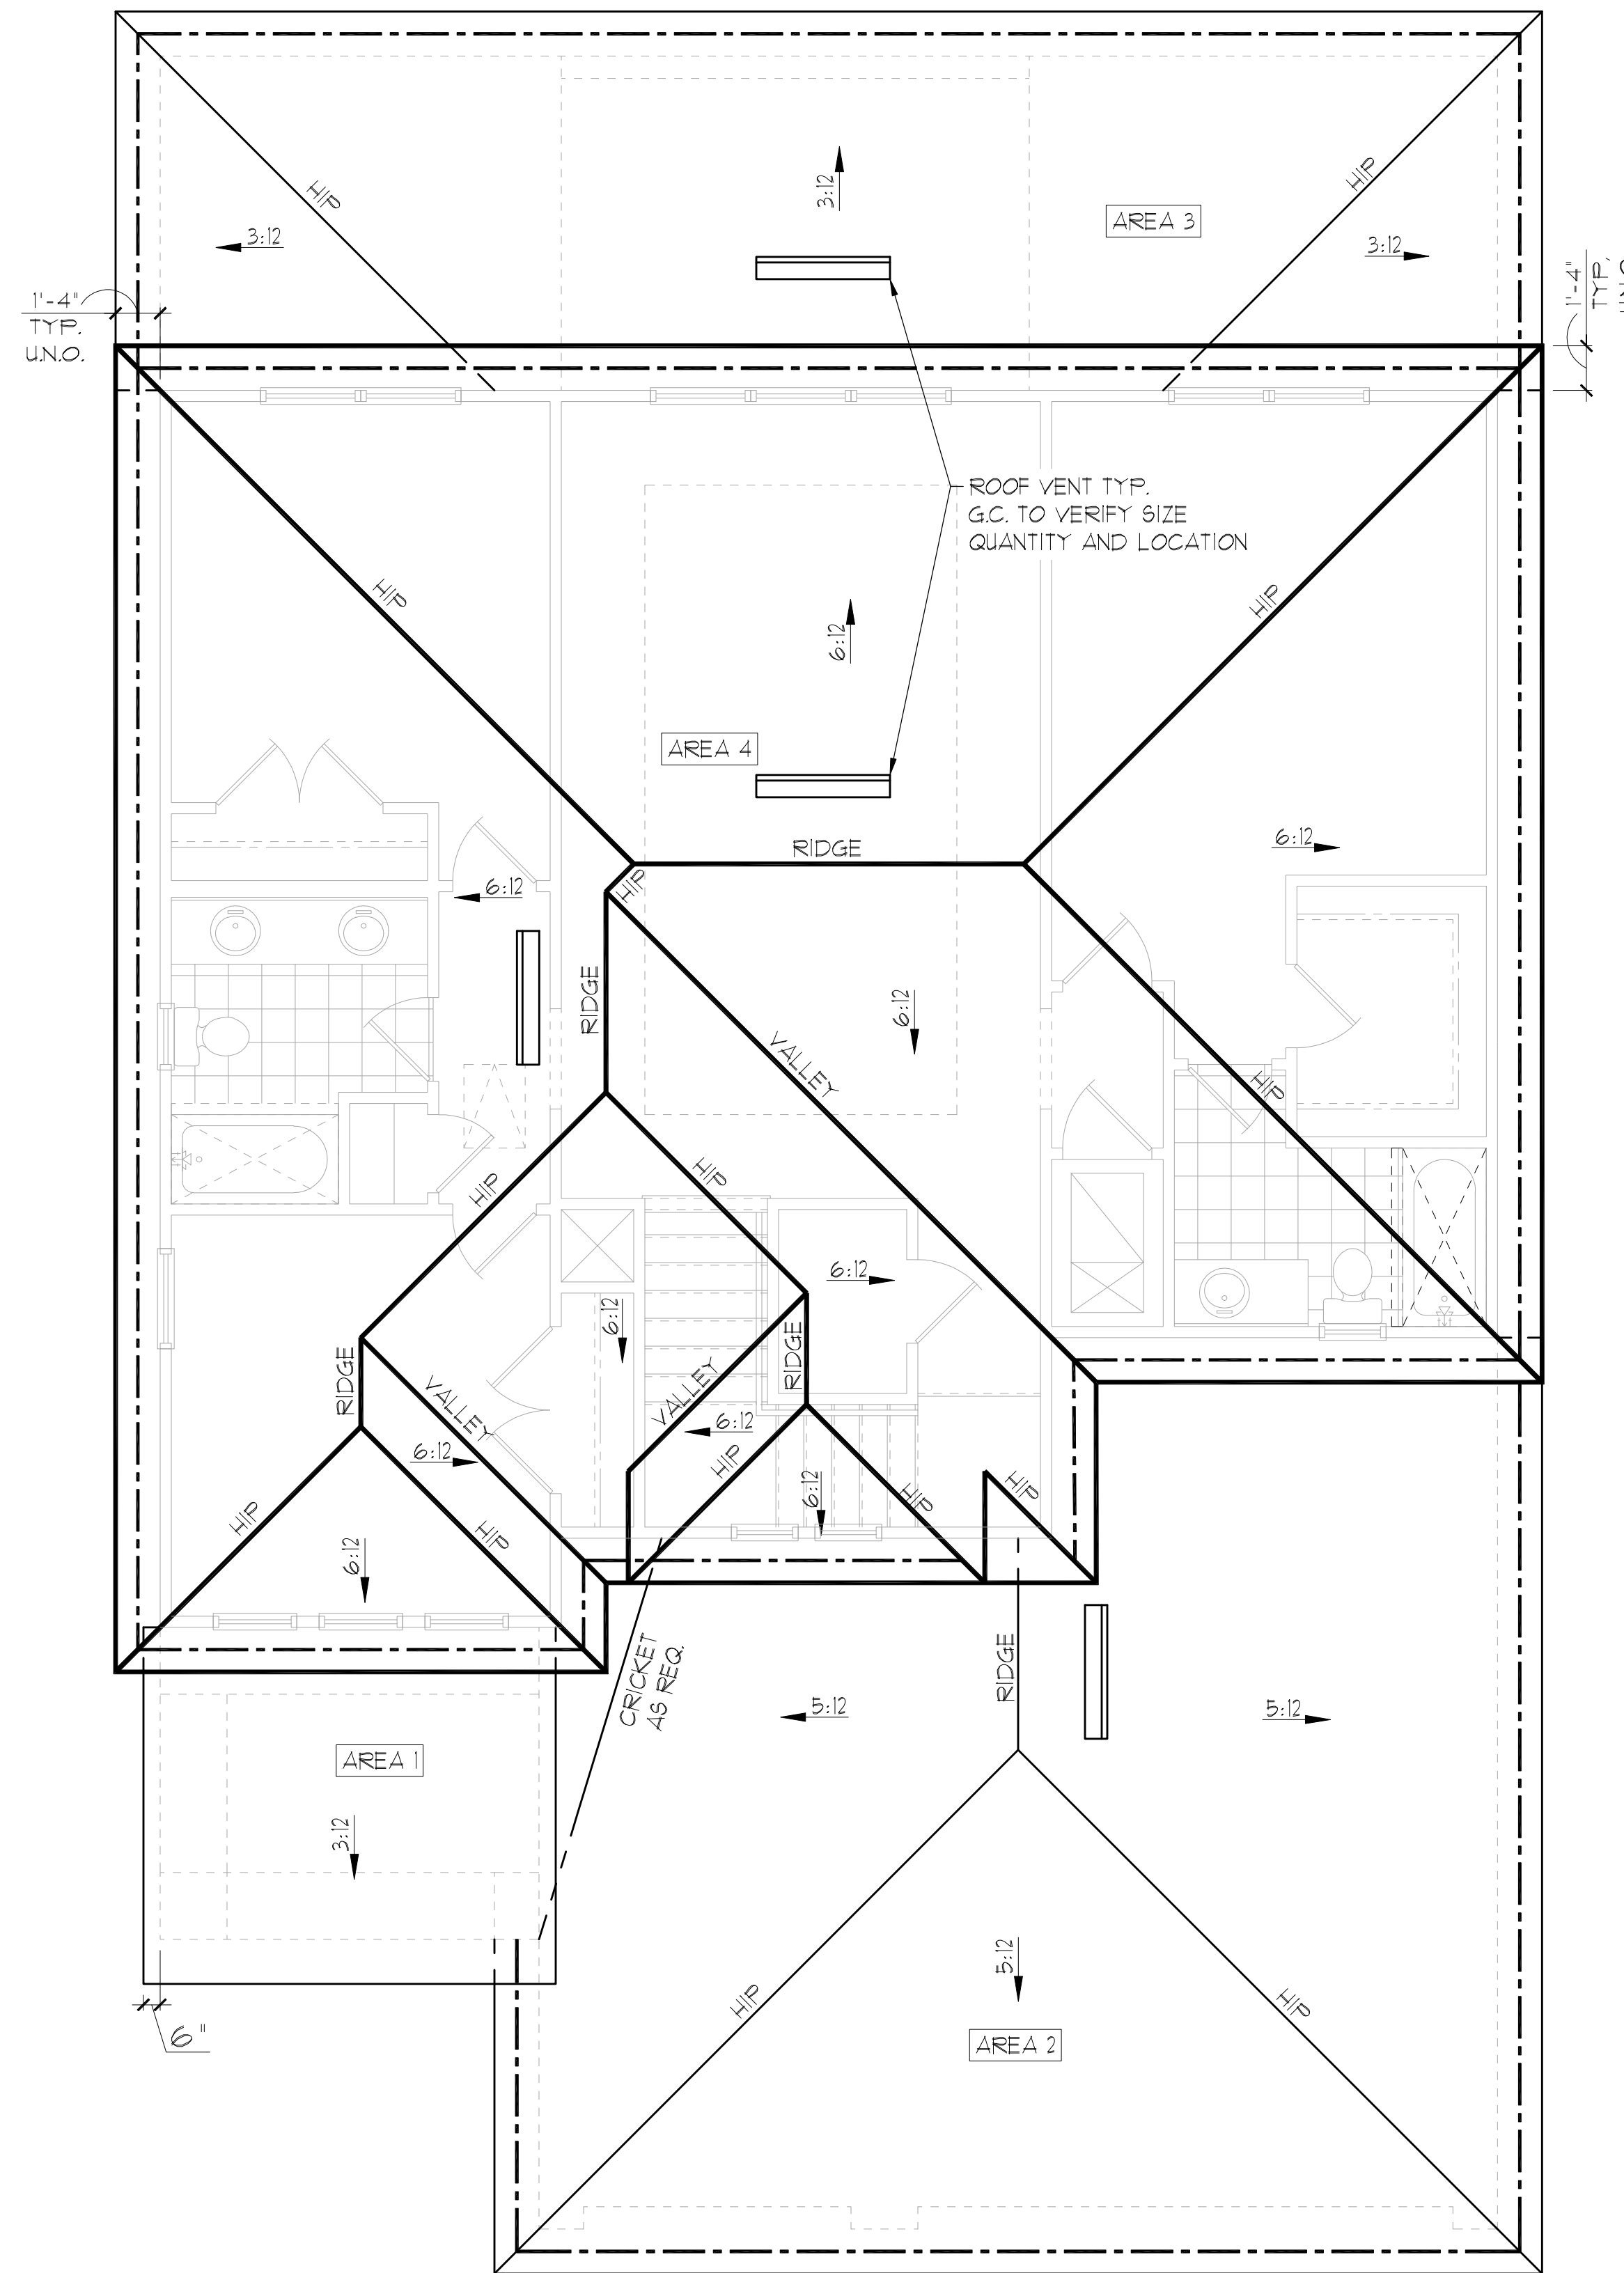 HIP
HIP
3:12
AREA 3
3:12
3:12
1'-4"
TYP.
U.N.O.
1'-4"
TYP,
ROOF VENT TYP.
G.C. TO VERIFY SIZE
QUANTITY AND LOCATION
HIP
HIP
6:12
AREA 4
RIDGE
6:12
6:12
HIP
RIDGE
6:12
VALLEY
HIP
HIP
HIP
6:12
6:12
RIDGE
RIDGE
VALLEY
VALLEY
6:12
6:12
HIP
6:12
HIP
HIP
HIP
HIP
6:12
CRICKET
AS REQ.
RIDGE
5:12
5:12
AREA 1
3:12
5:12
HIP
HIP
6"
AREA 2